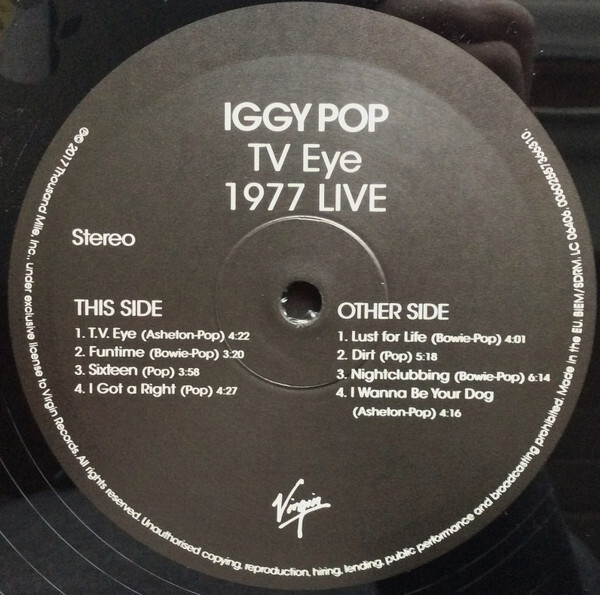 IGGY POP
TV Eye
1977 LIVE
Stereo
THIS SIDE
1. T.V. Eye (Asheton-Pop) 4:22
2. Funtime (Bowie-Pop) 3:20
3. Sixteen (Pop) 3:58
4. I Got a Right (Pop) 4:27
OTHER SIDE
1. Lust for Life (Bowie-Pop) 4:01
2. Dirt (Pop) 5:18
3. Nightclubbing (Bowie-Pop) 6:14
4. I Wanna Be Your Dog
(Asheton-Pop) 4:16
Virgin
℗© 2017 Thousand Mile, Inc., under exclusive license to Virgin Records. All rights reserved. Unauthorised copying, reproduction, hiring, lending, public performance and broadcasting prohibited. Made in the EU. BIEM/SDRM. LC 06406. 00602557366310.